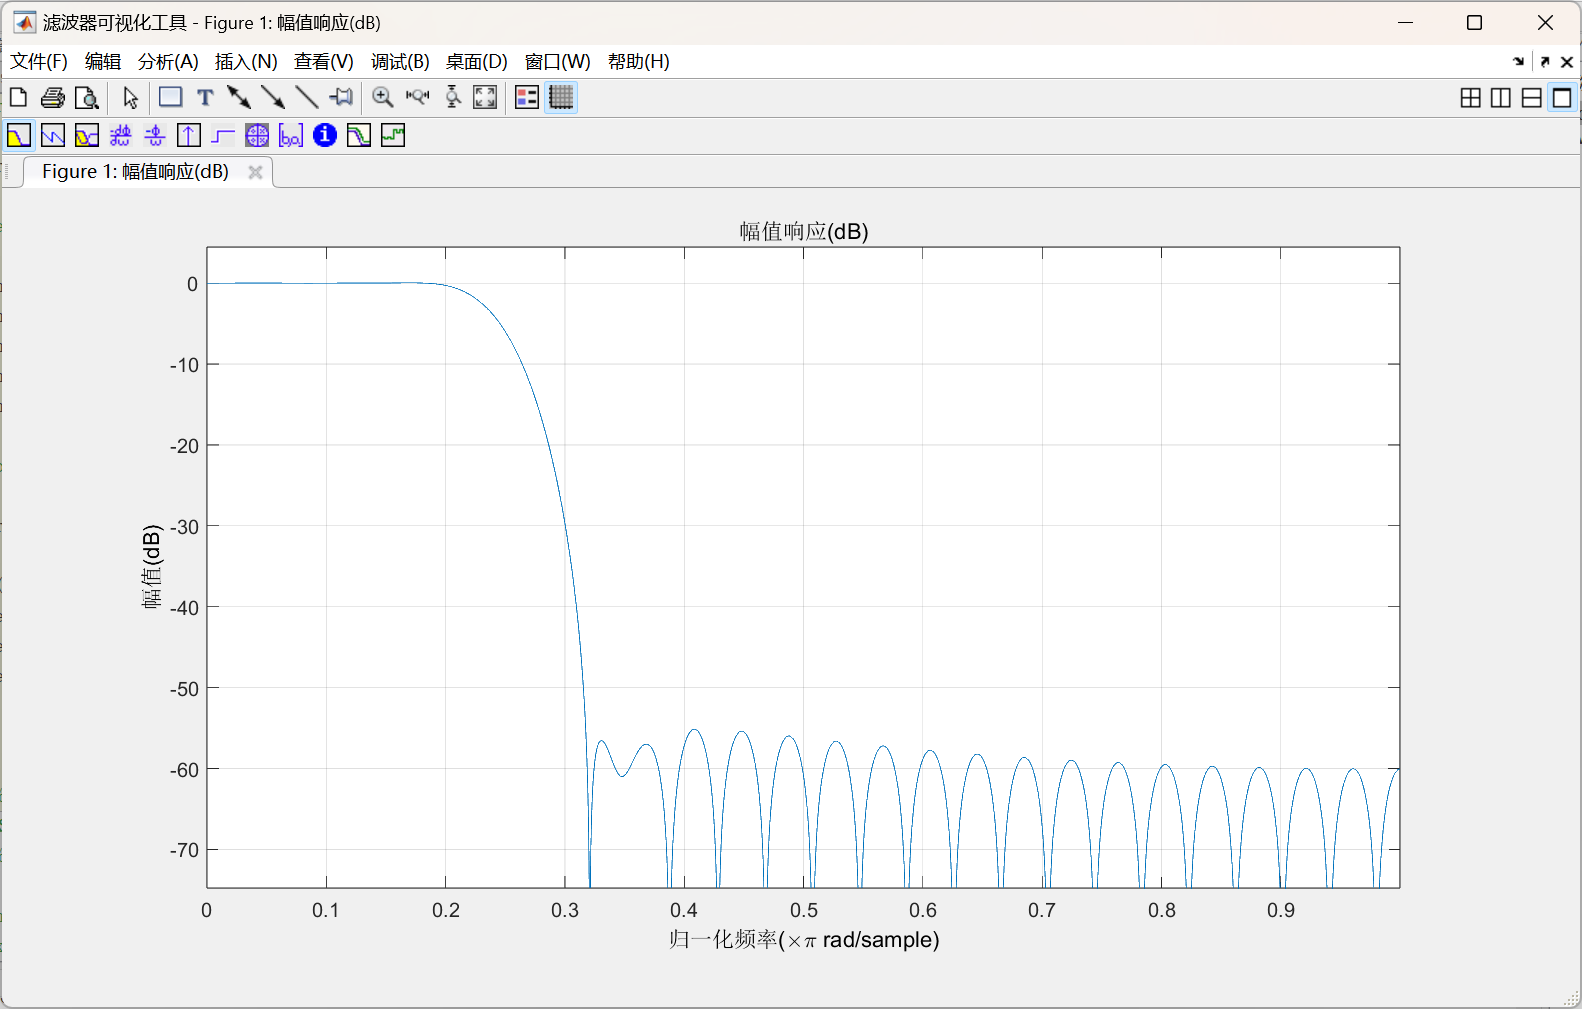 滤波器可视化工具 - Figure 1: 幅值响应(dB)
文件(F) 编辑 分析(A) 插入(N) 查看(V) 调试(B) 桌面(D) 窗口(W) 帮助(H)
Figure 1: 幅值响应(dB)
幅值响应(dB)
0
-10
-20
-30
-40
-50
-60
-70
幅值(dB)
0 0.1 0.2 0.3 0.4 0.5 0.6 0.7 0.8 0.9
归一化频率(×π rad/sample)